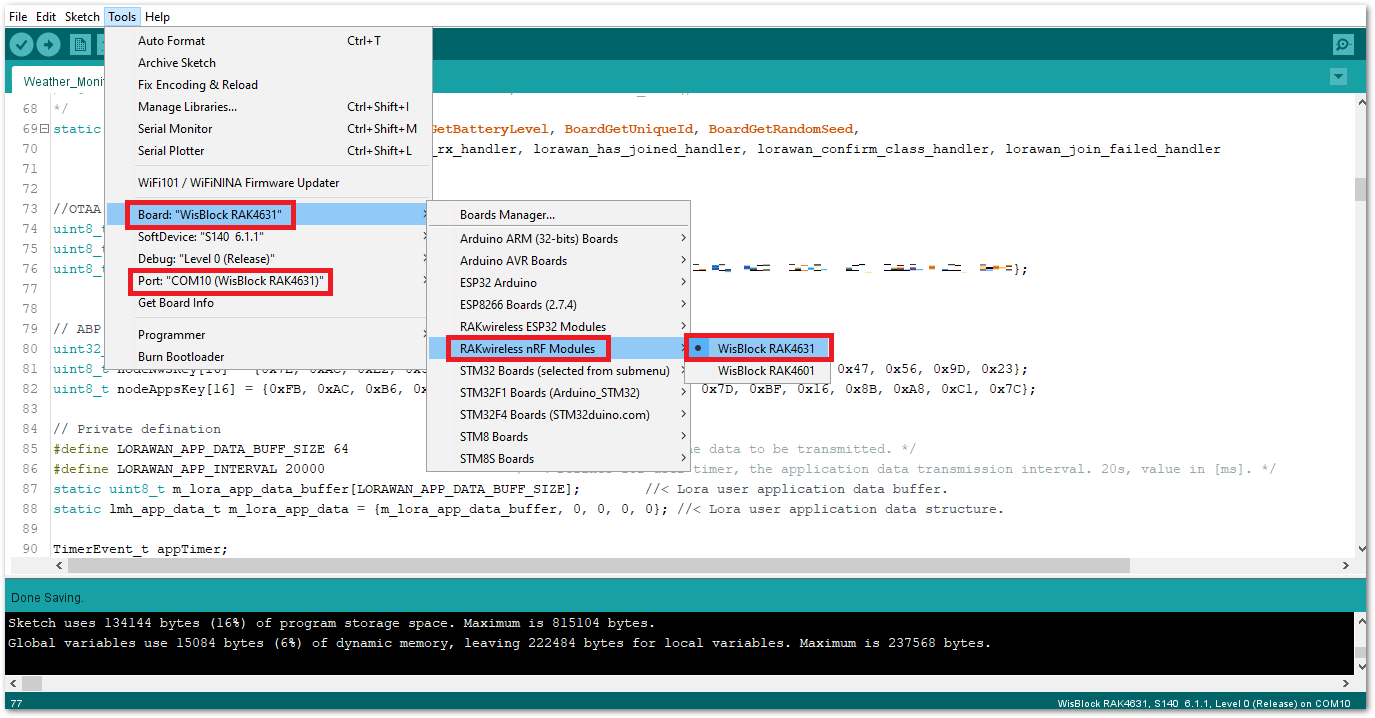 File Edit Sketch Tools Help
Weather_Moni
Auto Format Ctrl+T
Archive Sketch
Fix Encoding & Reload
Manage Libraries... Ctrl+Shift+I
Serial Monitor Ctrl+Shift+M
Serial Plotter Ctrl+Shift+L
WiFi101 / WiFiNINA Firmware Updater
Board: "WisBlock RAK4631"
SoftDevice: "S140 6.1.1"
Debug: "Level 0 (Release)"
Port: "COM10 (WisBlock RAK4631)"
Get Board Info
Programmer
Burn Bootloader
Boards Manager...
Arduino ARM (32-bits) Boards
Arduino AVR Boards
ESP32 Arduino
ESP8266 Boards (2.7.4)
RAKwireless ESP32 Modules
RAKwireless nRF Modules
STM32 Boards (selected from submenu)
STM32F1 Boards (Arduino_STM32)
STM32F4 Boards (STM32duino.com)
STM8 Boards
STM8S Boards
WisBlock RAK4631
WisBlock RAK4601
68 */
69 static GetBatteryLevel, BoardGetUniqueId, BoardGetRandomSeed,
70 _rx_handler, lorawan_has_joined_handler, lorawan_confirm_class_handler, lorawan_join_failed_handler
71
72
73 //OTAA
74 uint8_t
75 uint8_t
76 uint8_t };
77
78
79 // ABP
80 uint32_
81 uint8_t 0x47, 0x56, 0x9D, 0x23};
82 uint8_t nodeAppsKey[16] = {0xFB, 0xAC, 0xB6, 0x 0x7D, 0xBF, 0x16, 0x8B, 0xA8, 0xC1, 0x7C};
83
84 // Private defination
85 #define LORAWAN_APP_DATA_BUFF_SIZE 64 data to be transmitted. */
86 #define LORAWAN_APP_INTERVAL 20000 timer, the application data transmission interval. 20s, value in [ms]. */
87 static uint8_t m_lora_app_data_buffer[LORAWAN_APP_DATA_BUFF_SIZE]; //< Lora user application data buffer.
88 static lmh_app_data_t m_lora_app_data = {m_lora_app_data_buffer, 0, 0, 0, 0}; //< Lora user application data structure.
89
90 TimerEvent_t appTimer;
Done Saving.
Sketch uses 134144 bytes (16%) of program storage space. Maximum is 815104 bytes.
Global variables use 15084 bytes (6%) of dynamic memory, leaving 222484 bytes for local variables. Maximum is 237568 bytes.
77 WisBlock RAK4631, S140 6.1.1, Level 0 (Release) on COM10